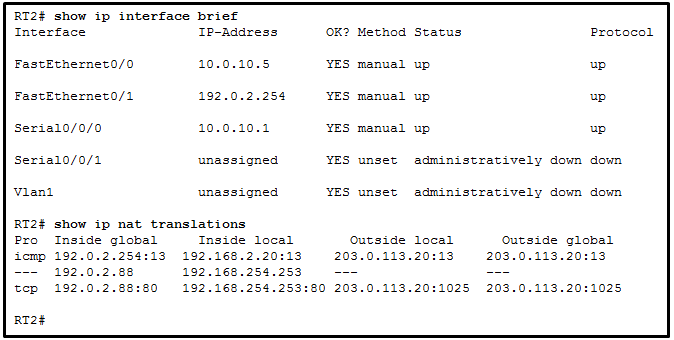 RT2# show ip interface brief
Interface IP-Address OK? Method Status Protocol
FastEthernet0/0 10.0.10.5 YES manual up up
FastEthernet0/1 192.0.2.254 YES manual up up
Serial0/0/0 10.0.10.1 YES manual up up
Serial0/0/1 unassigned YES unset administratively down down
Vlan1 unassigned YES unset administratively down down
RT2# show ip nat translations
Pro Inside global Inside local Outside local Outside global
icmp 192.0.2.254:13 192.168.2.20:13 203.0.113.20:13 203.0.113.20:13
--- 192.0.2.88 192.168.254.253 --- ---
tcp 192.0.2.88:80 192.168.254.253:80 203.0.113.20:1025 203.0.113.20:1025
RT2#